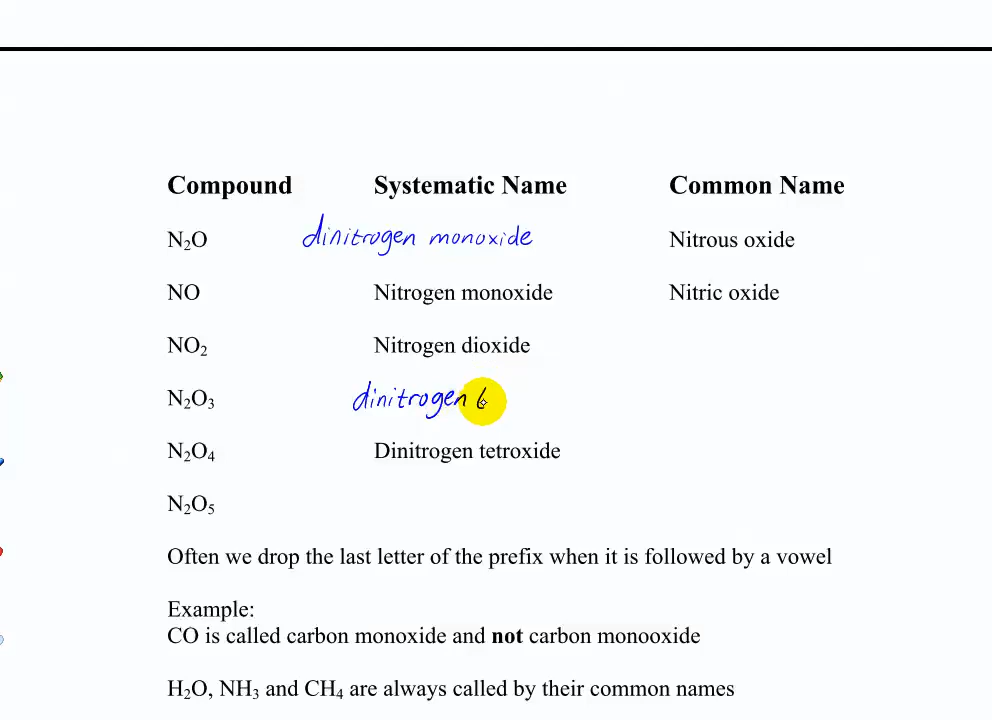 Compound Systematic Name Common Name
N₂O dinitrogen monoxide Nitrous oxide
NO Nitrogen monoxide Nitric oxide
NO₂ Nitrogen dioxide
N₂O₃ dinitrogen
N₂O₄ Dinitrogen tetroxide
N₂O₅
Often we drop the last letter of the prefix when it is followed by a vowel
Example:
CO is called carbon monoxide and not carbon monooxide
H₂O, NH₃ and CH₄ are always called by their common names